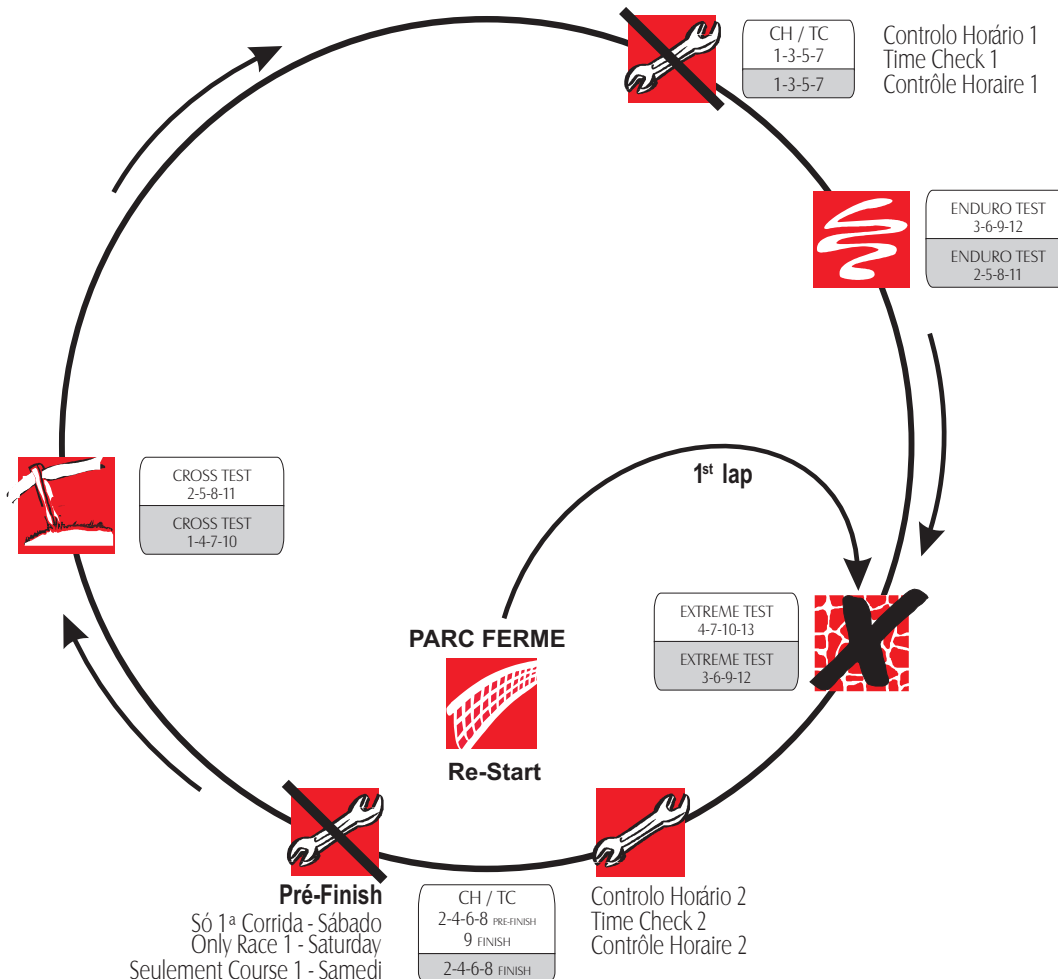 CH / TC
1-3-5-7
1-3-5-7
Controlo Horário 1
Time Check 1
Contrôle Horaire 1
ENDURO TEST
3-6-9-12
ENDURO TEST
2-5-8-11
CROSS TEST
2-5-8-11
CROSS TEST
1-4-7-10
1st lap
EXTREME TEST
4-7-10-13
EXTREME TEST
3-6-9-12
PARC FERME
Re-Start
Pré-Finish
Só 1ª Corrida - Sábado
Only Race 1 - Saturday
Seulement Course 1 - Samedi
CH / TC
2-4-6-8 PRE-FINISH
9 FINISH
2-4-6-8 FINISH
Controlo Horário 2
Time Check 2
Contrôle Horaire 2